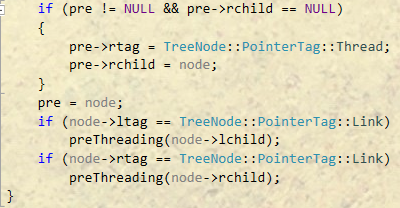 if (pre != NULL && pre->rchild == NULL)
{
pre->rtag = TreeNode::PointerTag::Thread;
pre->rchild = node;
}
pre = node;
if (node->ltag == TreeNode::PointerTag::Link)
preThreading(node->lchild);
if (node->rtag == TreeNode::PointerTag::Link)
preThreading(node->rchild);
}